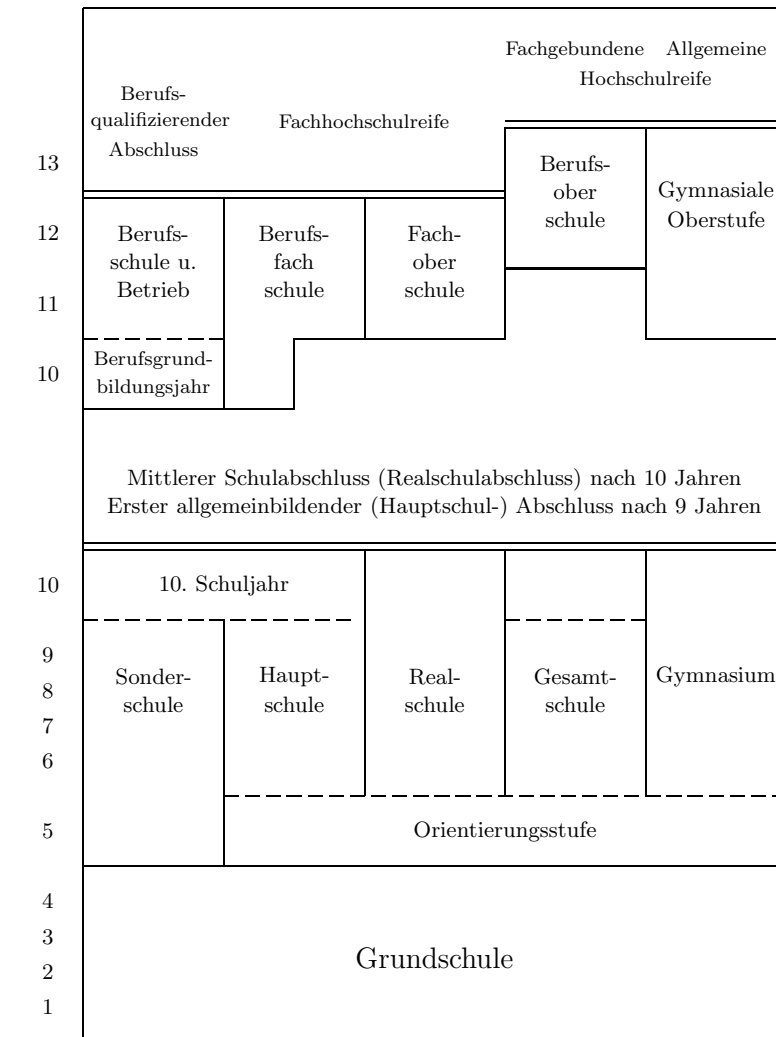 Fachgebundene Allgemeine
Hochschulreife
Berufs-
qualifizierender
Abschluss
Fachhochschulreife
13
Berufs-
ober
schule
Gymnasiale
Oberstufe
12
Berufs-
schule u.
Betrieb
Berufs-
fach
schule
Fach-
ober
schule
11
10
Berufsgrund-
bildungsjahr
Mittlerer Schulabschluss (Realschulabschluss) nach 10 Jahren
Erster allgemeinbildender (Hauptschul-) Abschluss nach 9 Jahren
10
10. Schuljahr
9
8
7
6
Sonder-
schule
Haupt-
schule
Real-
schule
Gesamt-
schule
Gymnasium
5
Orientierungsstufe
4
3
2
1
Grundschule